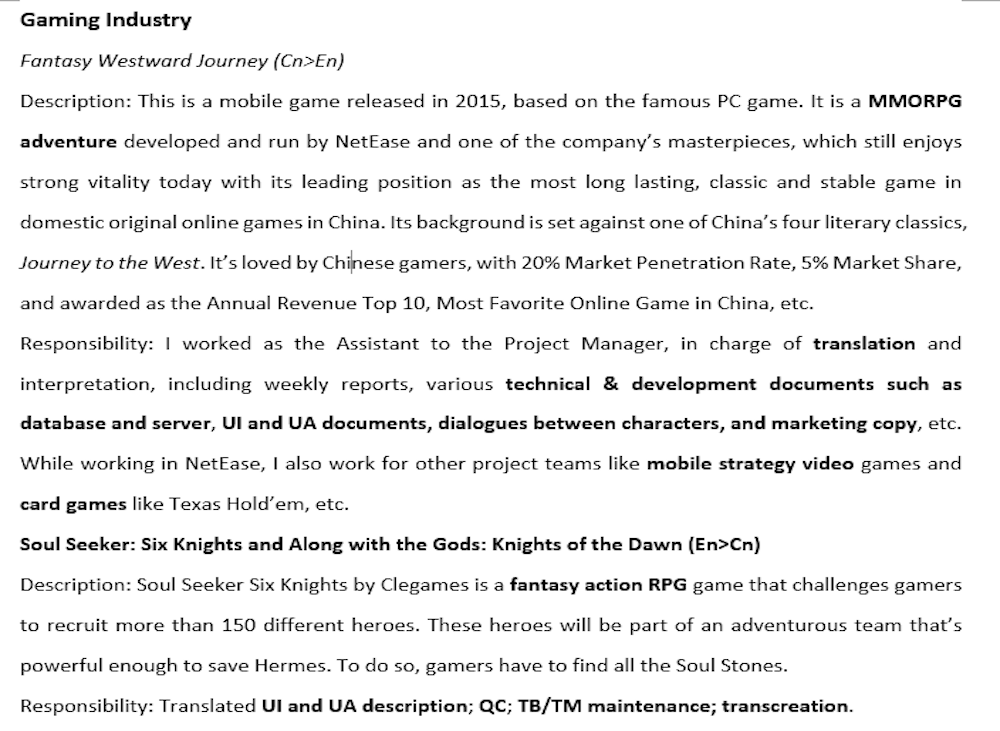 Gaming Industry
Fantasy Westward Journey (Cn>En)
Description: This is a mobile game released in 2015, based on the famous PC game. It is a MMORPG
adventure developed and run by NetEase and one of the company's masterpieces, which still enjoys
strong vitality today with its leading position as the most long lasting, classic and stable game in
domestic original online games in China. Its background is set against one of China's four literary classics,
Journey to the West. It's loved by Chinese gamers, with 20% Market Penetration Rate, 5% Market Share,
and awarded as the Annual Revenue Top 10, Most Favorite Online Game in China, etc.
Responsibility: I worked as the Assistant to the Project Manager, in charge of translation and
interpretation, including weekly reports, various technical & development documents such as
database and server, UI and UA documents, dialogues between characters, and marketing copy, etc.
While working in NetEase, I also work for other project teams like mobile strategy video games and
card games like Texas Hold'em, etc.
Soul Seeker: Six Knights and Along with the Gods: Knights of the Dawn (En>Cn)
Description: Soul Seeker Six Knights by Clegames is a fantasy action RPG game that challenges gamers
to recruit more than 150 different heroes. These heroes will be part of an adventurous team that's
powerful enough to save Hermes. To do so, gamers have to find all the Soul Stones.
Responsibility: Translated UI and UA description; QC; TB/TM maintenance; transcreation.